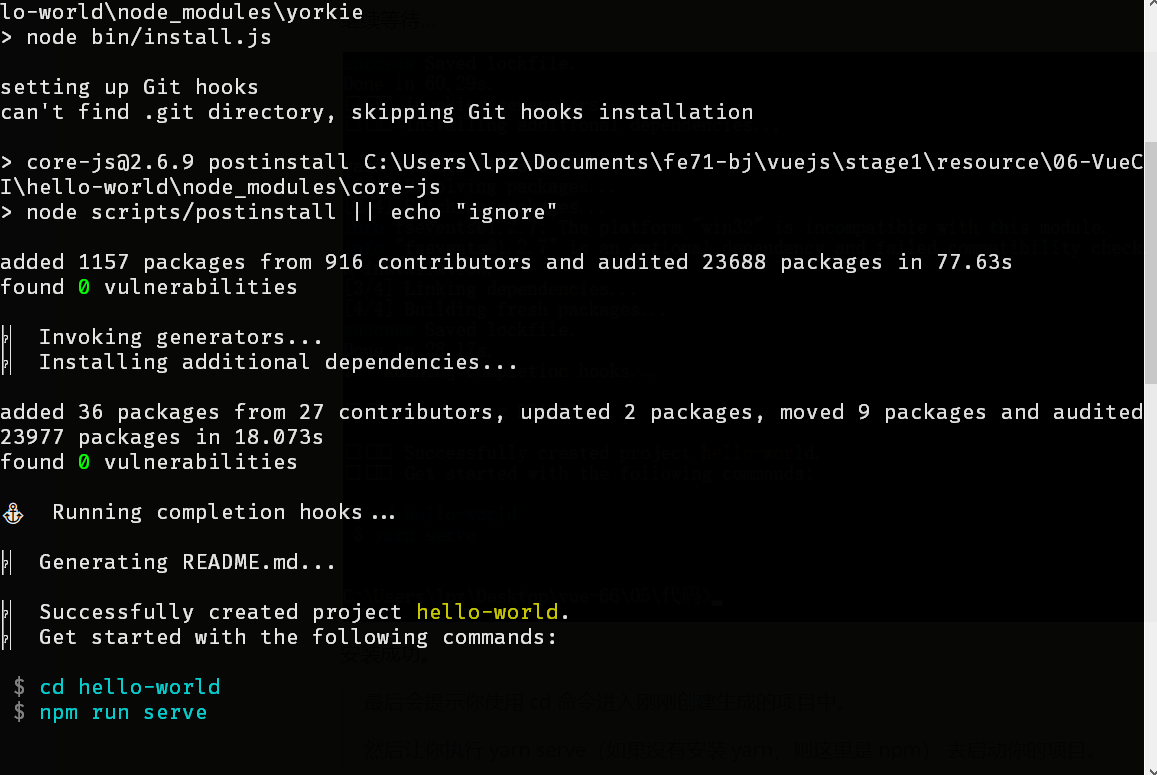 lo-world\node_modules\yorkie
> node bin/install.js
setting up Git hooks
can't find .git directory, skipping Git hooks installation
> core-js@2.6.9 postinstall C:\Users\lpz\Documents\fe71-bj\vuejs\stage1\resource\06-VueC
I\hello-world\node_modules\core-js
> node scripts/postinstall || echo "ignore"
added 1157 packages from 916 contributors and audited 23688 packages in 77.63s
found 0 vulnerabilities
Invoking generators...
Installing additional dependencies...
added 36 packages from 27 contributors, updated 2 packages, moved 9 packages and audited
23977 packages in 18.073s
found 0 vulnerabilities
⚓ Running completion hooks...
Generating README.md...
Successfully created project hello-world.
Get started with the following commands:
$ cd hello-world
$ npm run serve